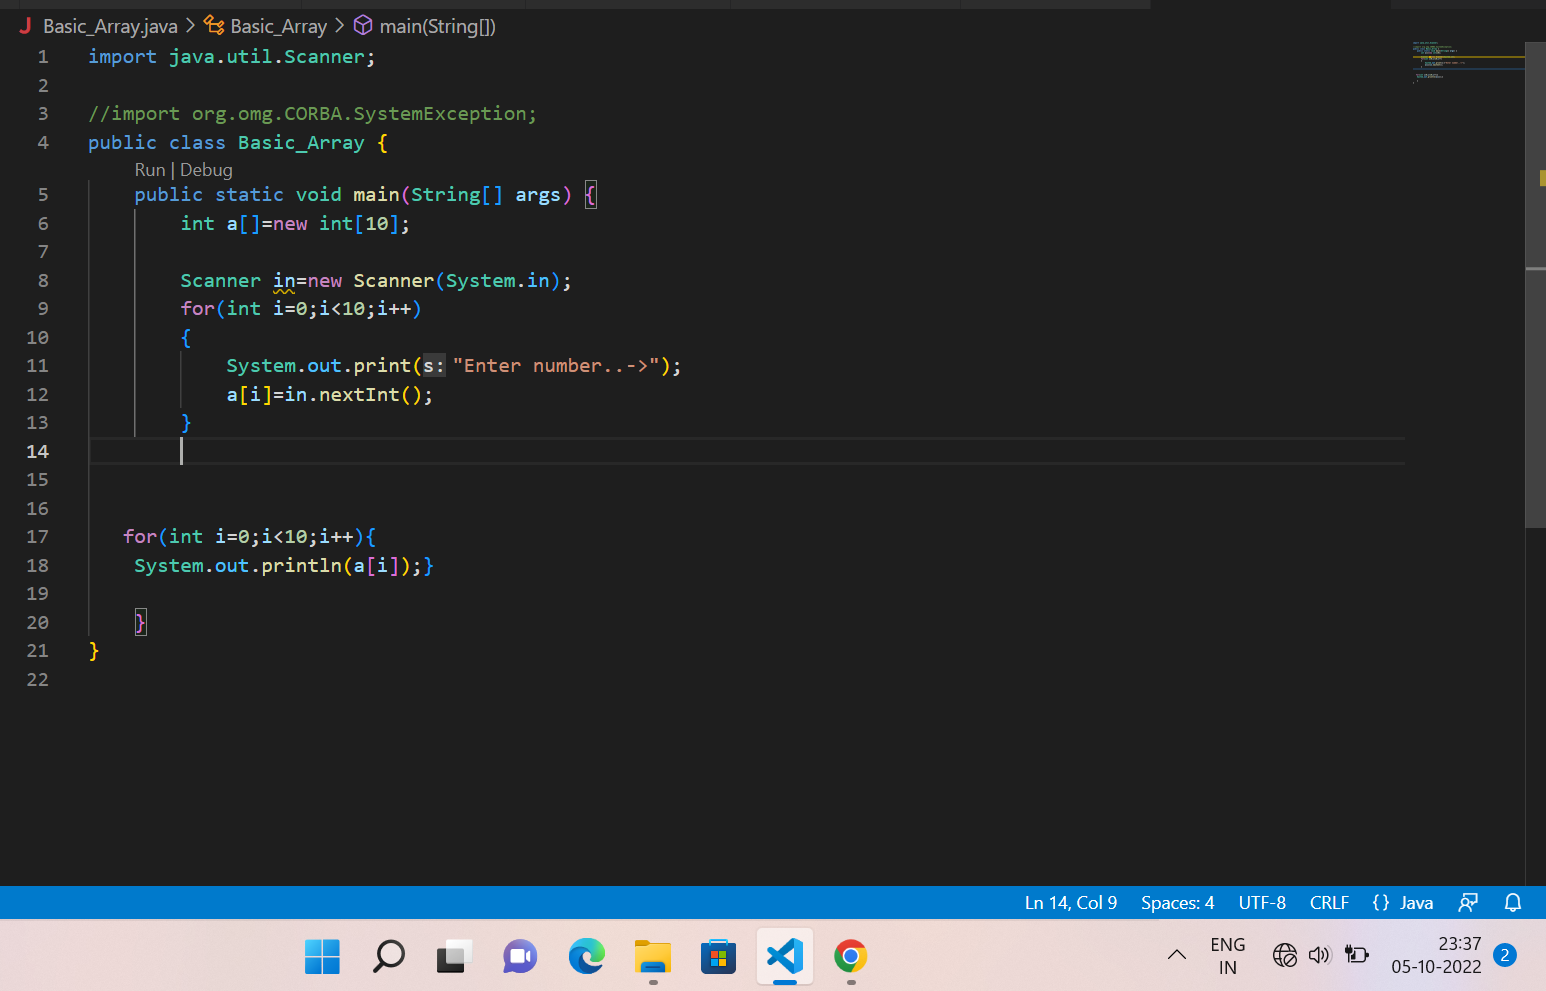 Basic_Array.java > Basic_Array > main(String[])
1 import java.util.Scanner;
2
3 //import org.omg.CORBA.SystemException;
4 public class Basic_Array {
Run | Debug
5 public static void main(String[] args) {
6 int a[]=new int[10];
7
8 Scanner in=new Scanner(System.in);
9 for(int i=0;i<10;i++)
10 {
11 System.out.print(s: "Enter number..->");
12 a[i]=in.nextInt();
13 }
14
15
16
17 for(int i=0;i<10;i++){
18 System.out.println(a[i]);}
19
20 }
21 }
22
Ln 14, Col 9 Spaces: 4 UTF-8 CRLF {} Java
ENG 23:37
IN 05-10-2022 2